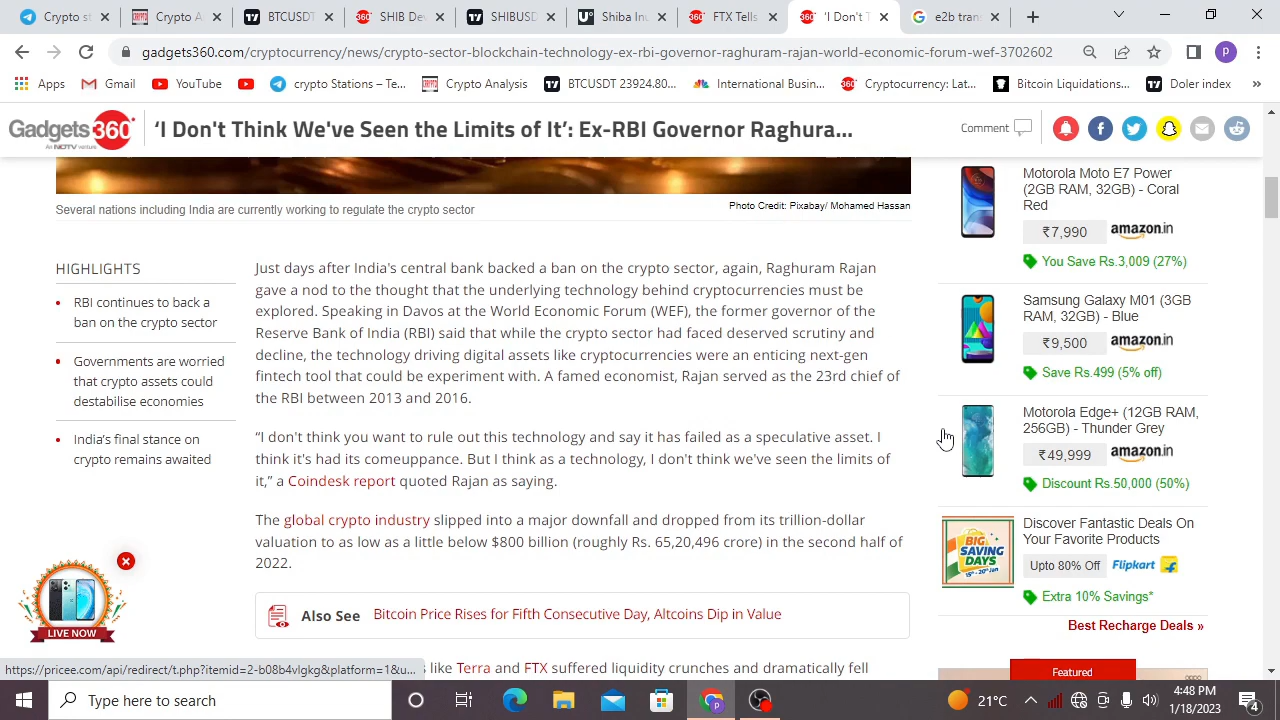 Crypto st
Crypto A
BTCUSDT
SHIB De
SHIBUSD
Shiba In
FTX Tells
'I Don't T
e2b tran
gadgets360.com/cryptocurrency/news/crypto-sector-blockchain-technology-ex-rbi-governor-raghuram-rajan-world-economic-forum-wef-3702602
P
Apps
Gmail
YouTube
crypto Stations – Te...
Crypto Analysis
BTCUSDT 23924.80...
International Busin...
Cryptocurrency: Lat...
Bitcoin Liquidations...
Doler index
»
Gadgets 360°
An NDTV venture
'I Don't Think We've Seen the Limits of It': Ex-RBI Governor Raghura...
Comment
Several nations including India are currently working to regulate the crypto sector
Photo Credit: Pixabay/ Mohamed Hassan
HIGHLIGHTS
RBI continues to back a
ban on the crypto sector
Governments are worried
that crypto assets could
destabilise economies
India's final stance on
crypto remains awaited
Just days after India's central bank backed a ban on the crypto sector, again, Raghuram Rajan
gave a nod to the thought that the underlying technology behind cryptocurrencies must be
explored. Speaking in Davos at the World Economic Forum (WEF), the former governor of the
Reserve Bank of India (RBI) said that while the crypto sector had faced deserved scrutiny and
decline, the technology driving digital assets like cryptocurrencies were an enticing next-gen
fintech tool that could be experiment with. A famed economist, Rajan served as the 23rd chief of
the RBI between 2013 and 2016.
“I don't think you want to rule out this technology and say it has failed as a speculative asset. I
think it's had its comeuppance. But I think as a technology, I don't think we've seen the limits of
it,” a Coindesk report quoted Rajan as saying.
The global crypto industry slipped into a major downfall and dropped from its trillion-dollar
valuation to as low as a little below $800 billion (roughly Rs. 65,20,496 crore) in the second half of
2022.
Also See Bitcoin Price Rises for Fifth Consecutive Day, Altcoins Dip in Value
like Terra and FTX suffered liquidity crunches and dramatically fell
Motorola Moto E7 Power
(2GB RAM, 32GB) - Coral
Red
₹7,990 amazon.in
You Save Rs.3,009 (27%)
Samsung Galaxy M01 (3GB
RAM, 32GB) - Blue
₹9,500 amazon.in
Save Rs.499 (5% off)
Motorola Edge+ (12GB RAM,
256GB) - Thunder Grey
₹49,999 amazon.in
Discount Rs.50,000 (50%)
BIG
SAVING
DAYS
15th - 20th Jan
Discover Fantastic Deals On
Your Favorite Products
Upto 80% Off Flipkart
Extra 10% Savings*
Best Recharge Deals »
Featured
LIVE NOW
https://pricee.com/api/redirect/t.php?itemid=2-b08b4vlgkg&platform=1&u...
Type here to search
21°C
4:48 PM
1/18/2023
4